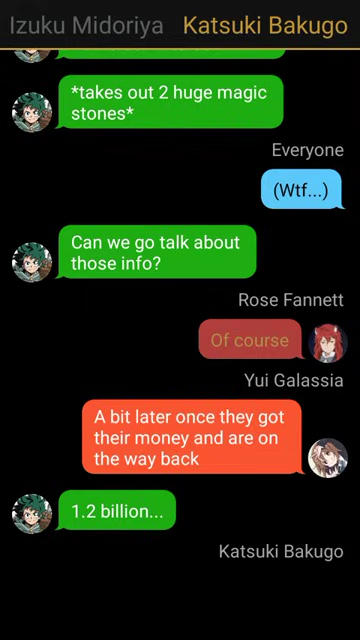 Izuku Midoriya Katsuki Bakugo
*takes out 2 huge magic
stones*
Everyone
(Wtf...)
Can we go talk about
those info?
Rose Fannett
Of course
Yui Galassia
A bit later once they got
their money and are on
the way back
1.2 billion...
Katsuki Bakugo